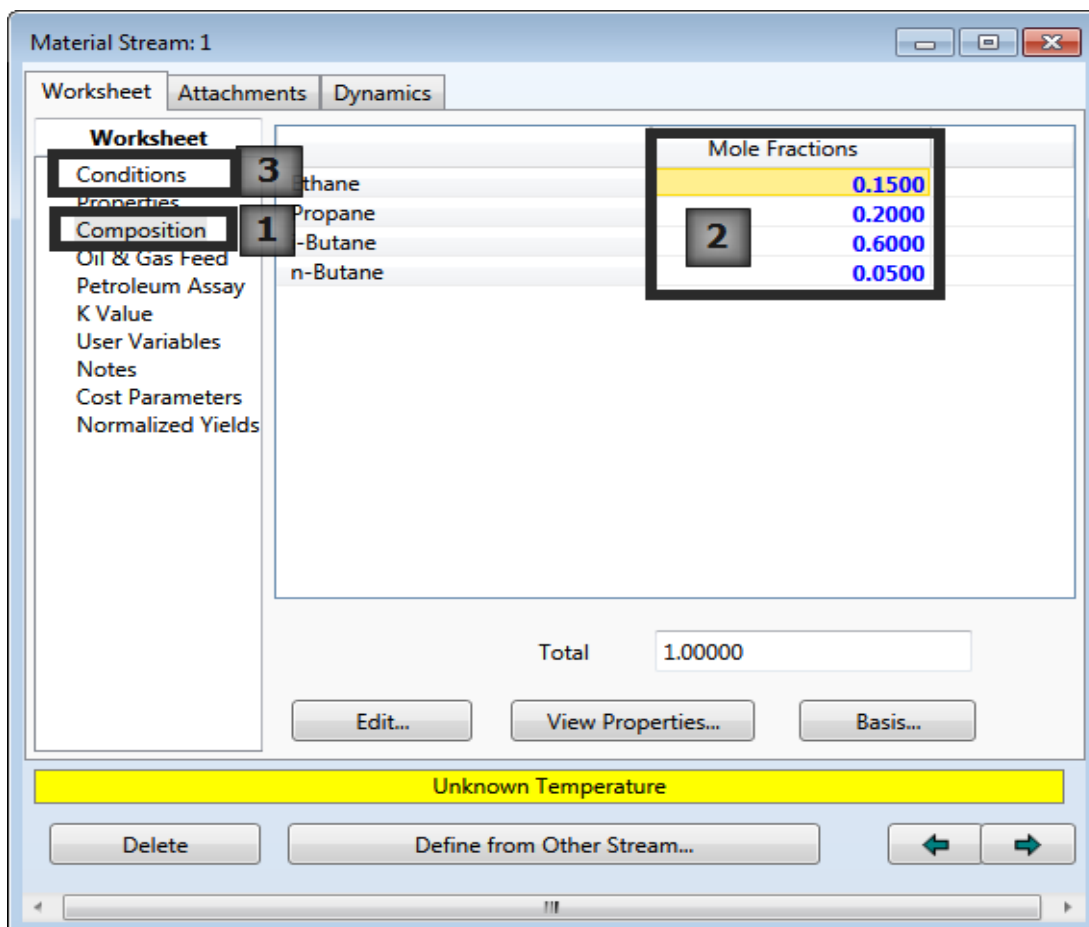 Material Stream: 1
Worksheet Attachments Dynamics
Worksheet
Conditions
Properties
Composition
Oil & Gas Feed
Petroleum Assay
K Value
User Variables
Notes
Cost Parameters
Normalized Yields
3
1
Mole Fractions
thane 0.1500
Propane 0.2000
-Butane 0.6000
n-Butane 0.0500
2
Total 1.00000
Edit... View Properties... Basis...
Unknown Temperature
Delete Define from Other Stream...